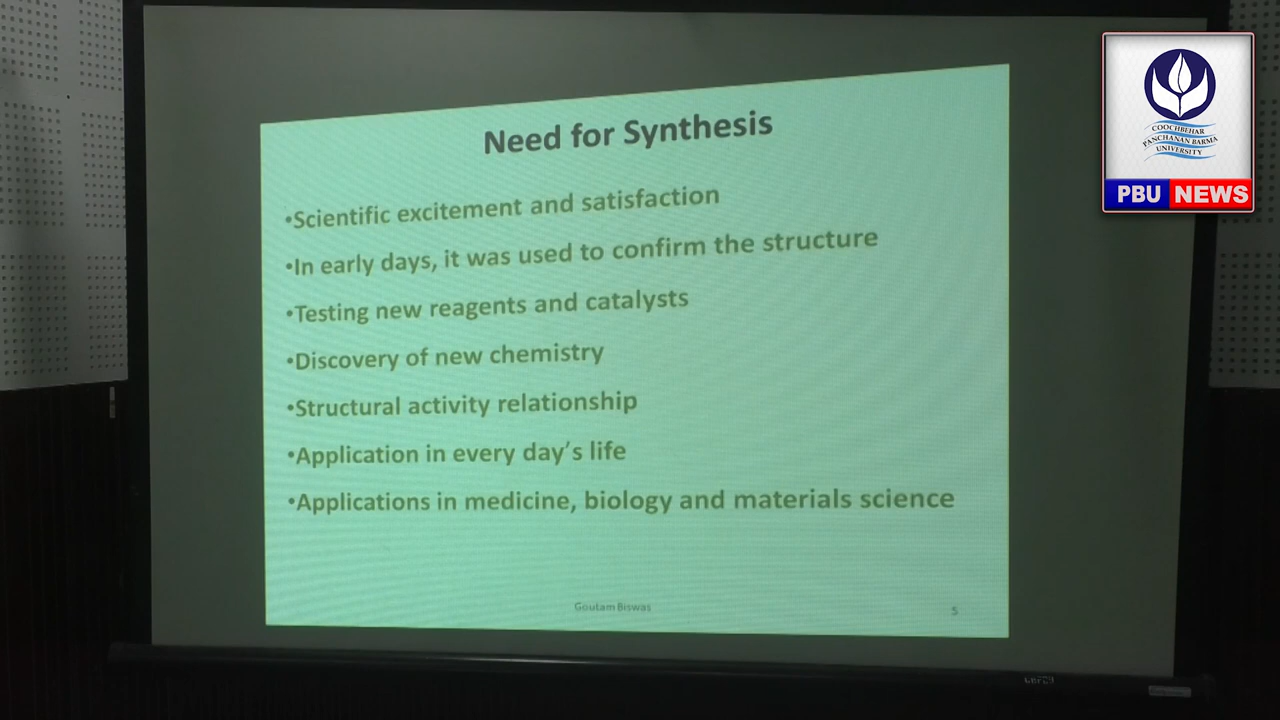 Need for Synthesis
•Scientific excitement and satisfaction
•In early days, it was used to confirm the structure
•Testing new reagents and catalysts
•Discovery of new chemistry
•Structural activity relationship
•Application in every day's life
•Applications in medicine, biology and materials science
Goutam Biswas
5
COOCHBEHAR
PANCHANAN BARMA
UNIVERSITY
PBU NEWS